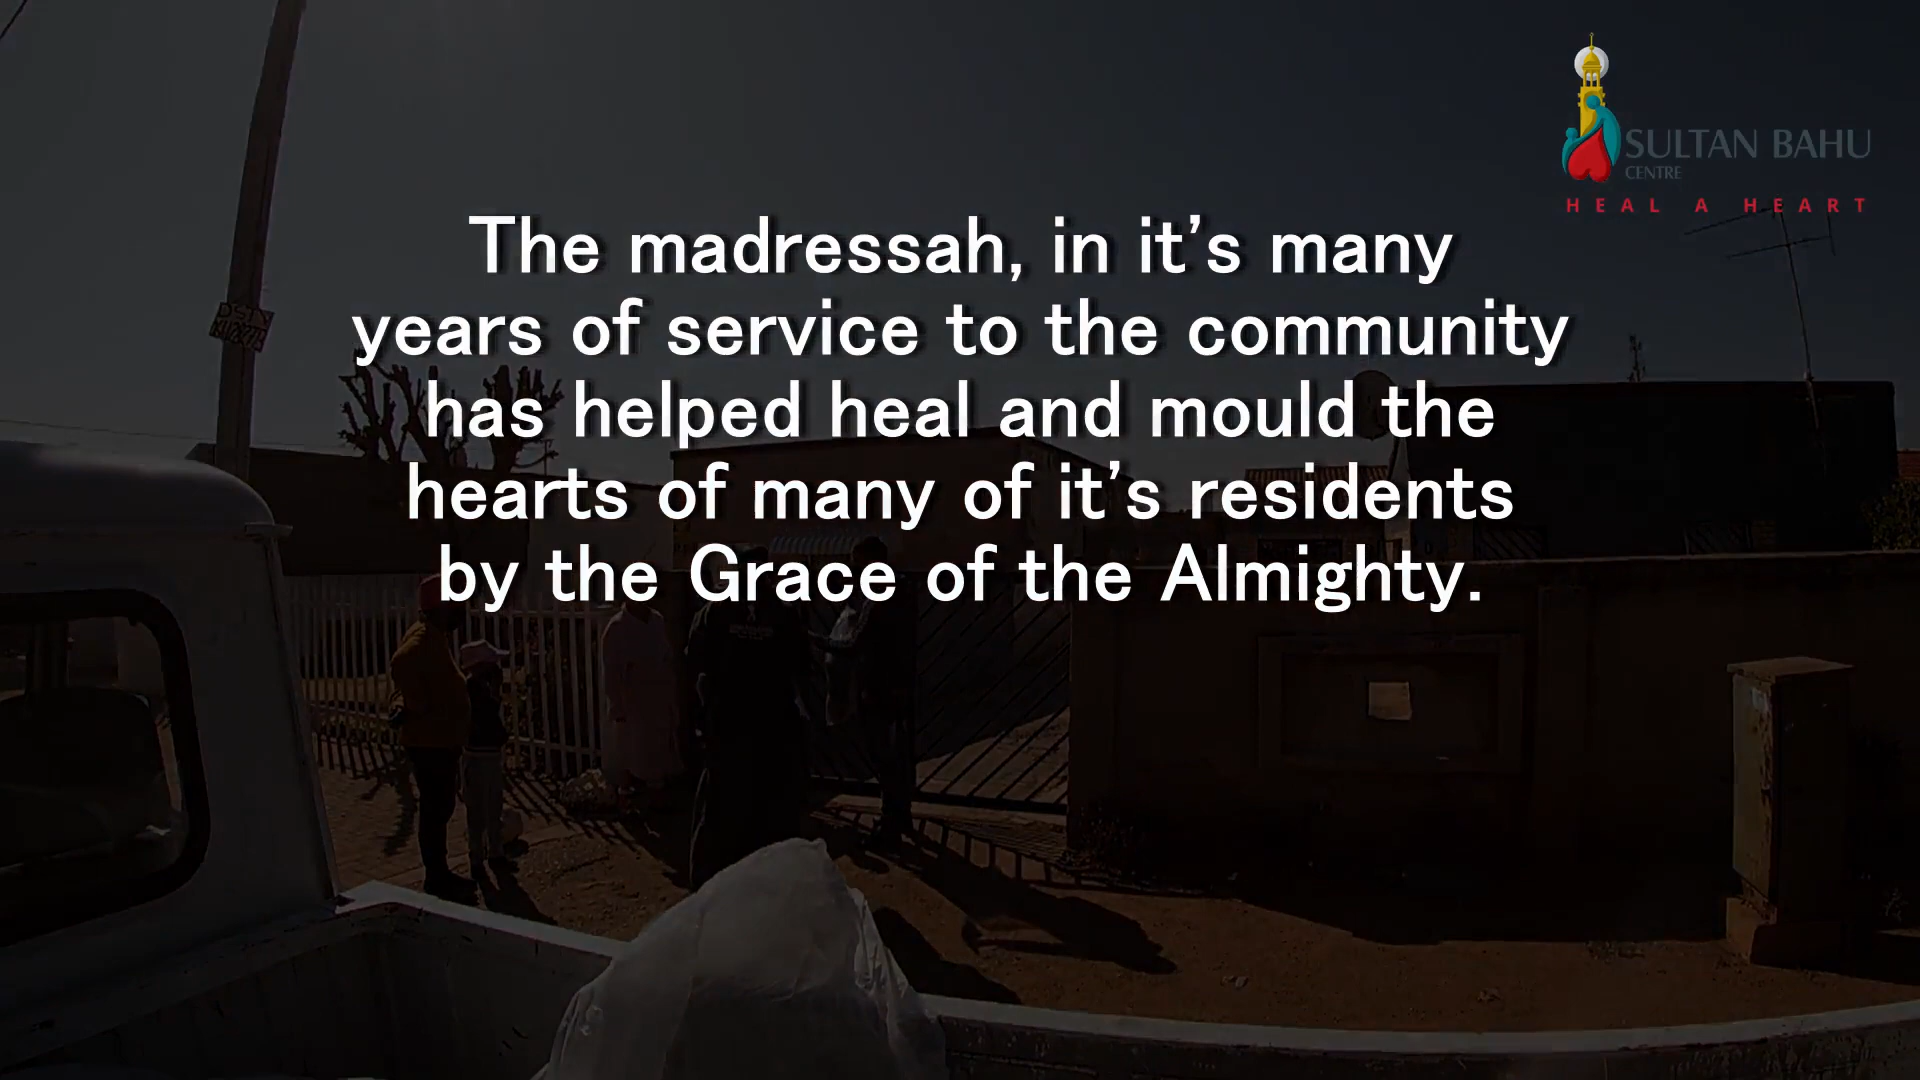 SULTAN BAHU
CENTRE
HEAL A HEART
The madressah, in it’s many
years of service to the community
has helped heal and mould the
hearts of many of it’s residents
by the Grace of the Almighty.
DSTV